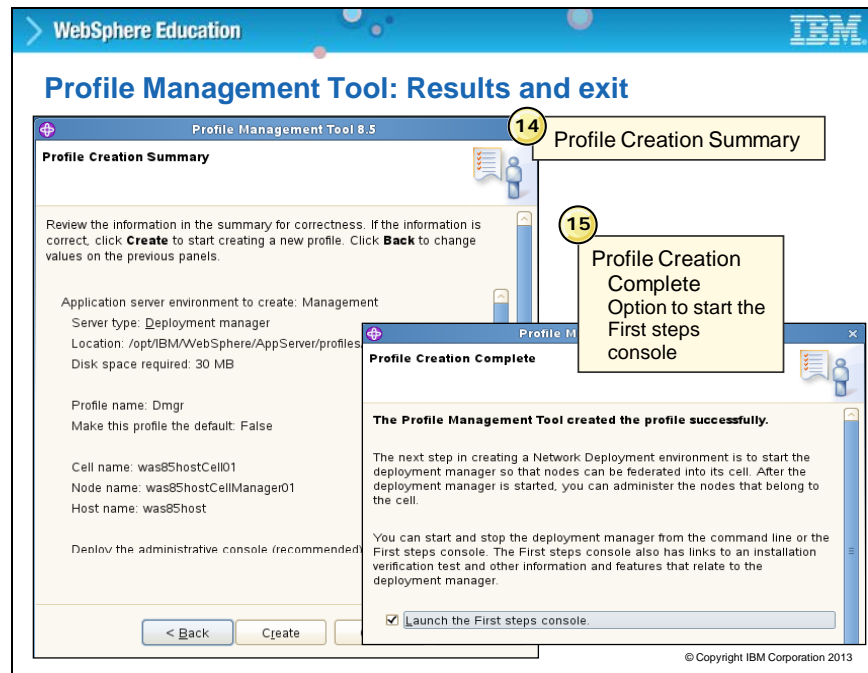 WebSphere Education
IBM
Profile Management Tool: Results and exit
Profile Management Tool 8.5
14
Profile Creation Summary
Profile Creation Summary
Review the information in the summary for correctness. If the information is
correct, click Create to start creating a new profile. Click Back to change
values on the previous panels.
Application server environment to create: Management
Server type: Deployment manager
Location: /opt/IBM/WebSphere/AppServer/profiles
Disk space required: 30 MB
Profile name: Dmgr
Make this profile the default: False
Cell name: was85hostCell01
Node name: was85hostCellManager01
Host name: was85host
Deploy the administrative console (recommended)
< Back
Create
15
Profile Creation
Complete
Option to start the
First steps
console
Profile M
Profile Creation Complete
The Profile Management Tool created the profile successfully.
The next step in creating a Network Deployment environment is to start the
deployment manager so that nodes can be federated into its cell. After the
deployment manager is started, you can administer the nodes that belong to
the cell.
You can start and stop the deployment manager from the command line or the
First steps console. The First steps console also has links to an installation
verification test and other information and features that relate to the
deployment manager.
Launch the First steps console.
© Copyright IBM Corporation 2013